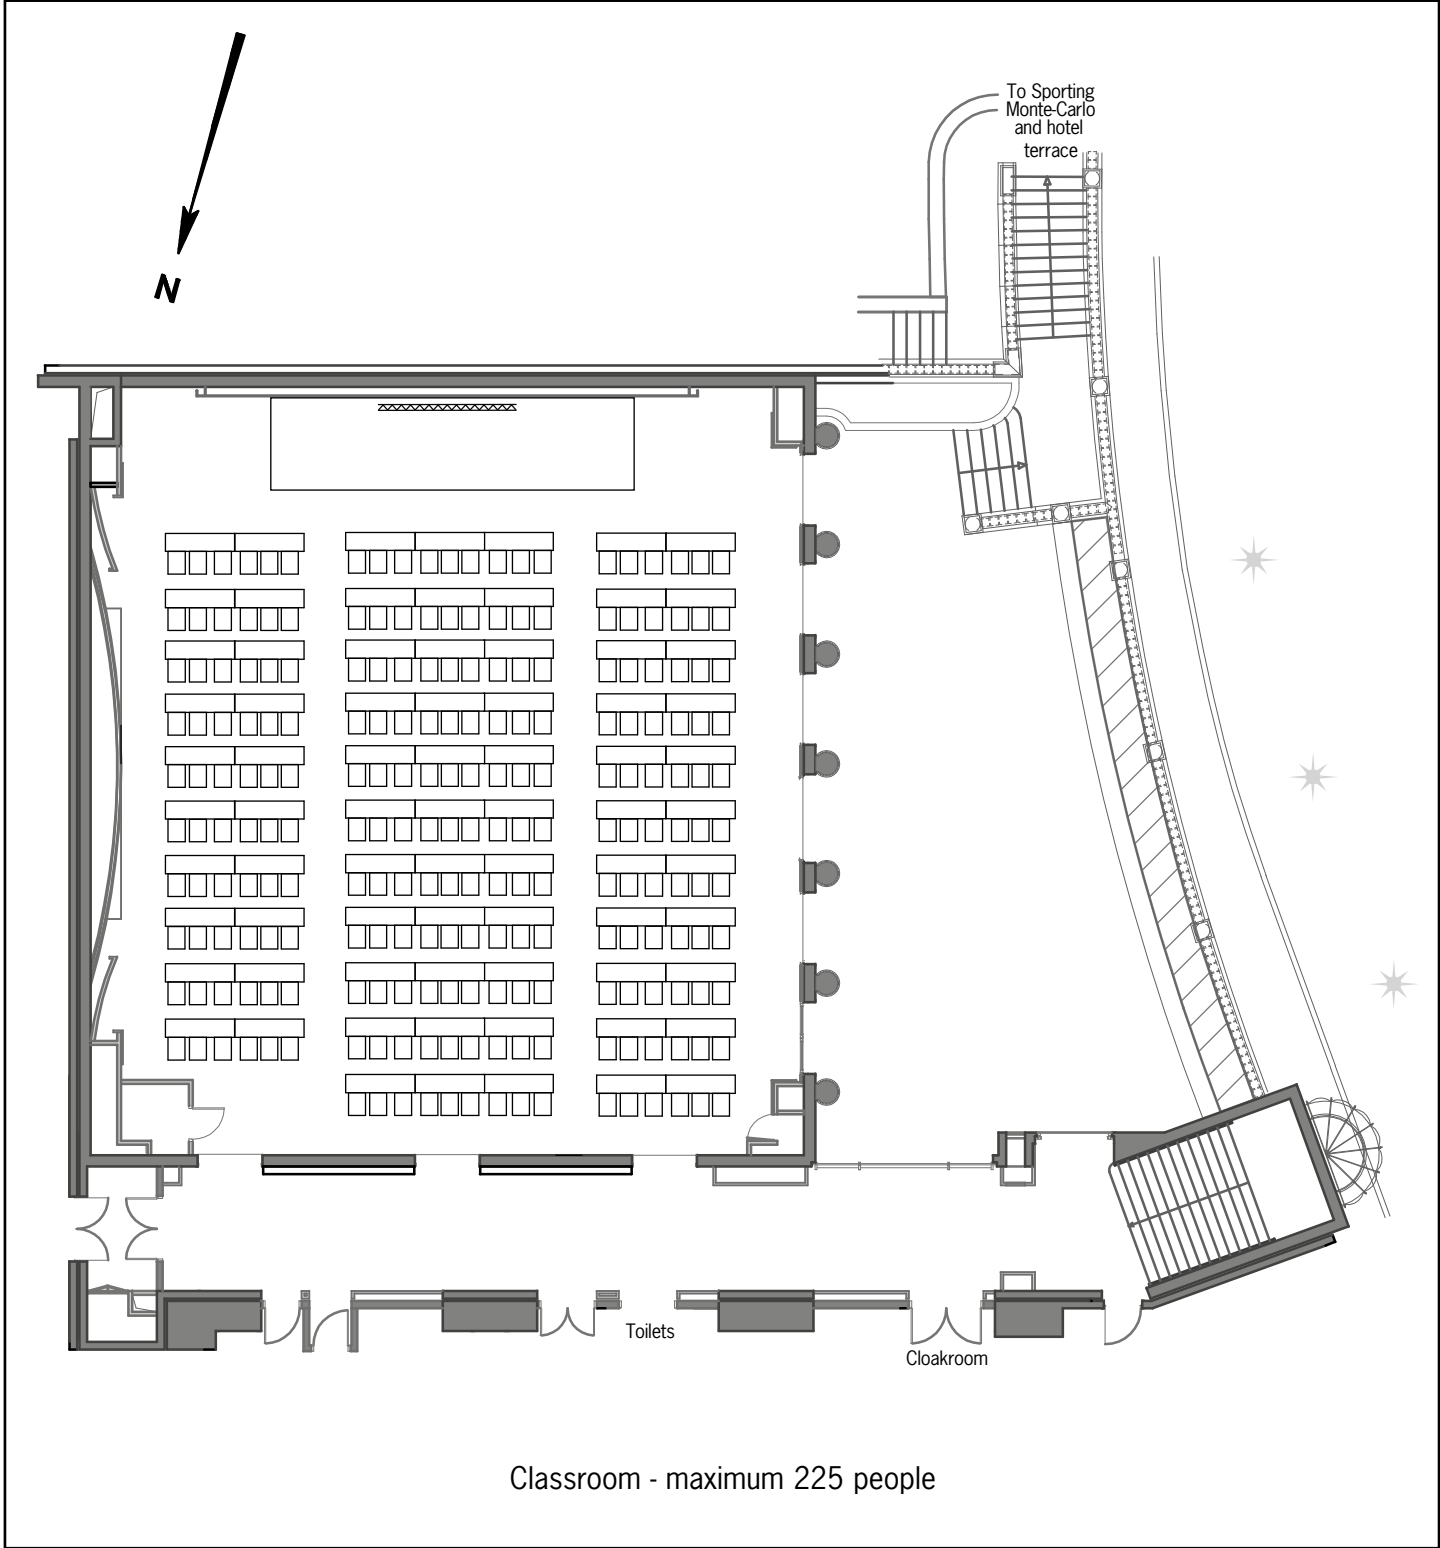 To Sporting
Monte-Carlo
and hotel
terrace
N
Toilets
Cloakroom
Classroom - maximum 225 people